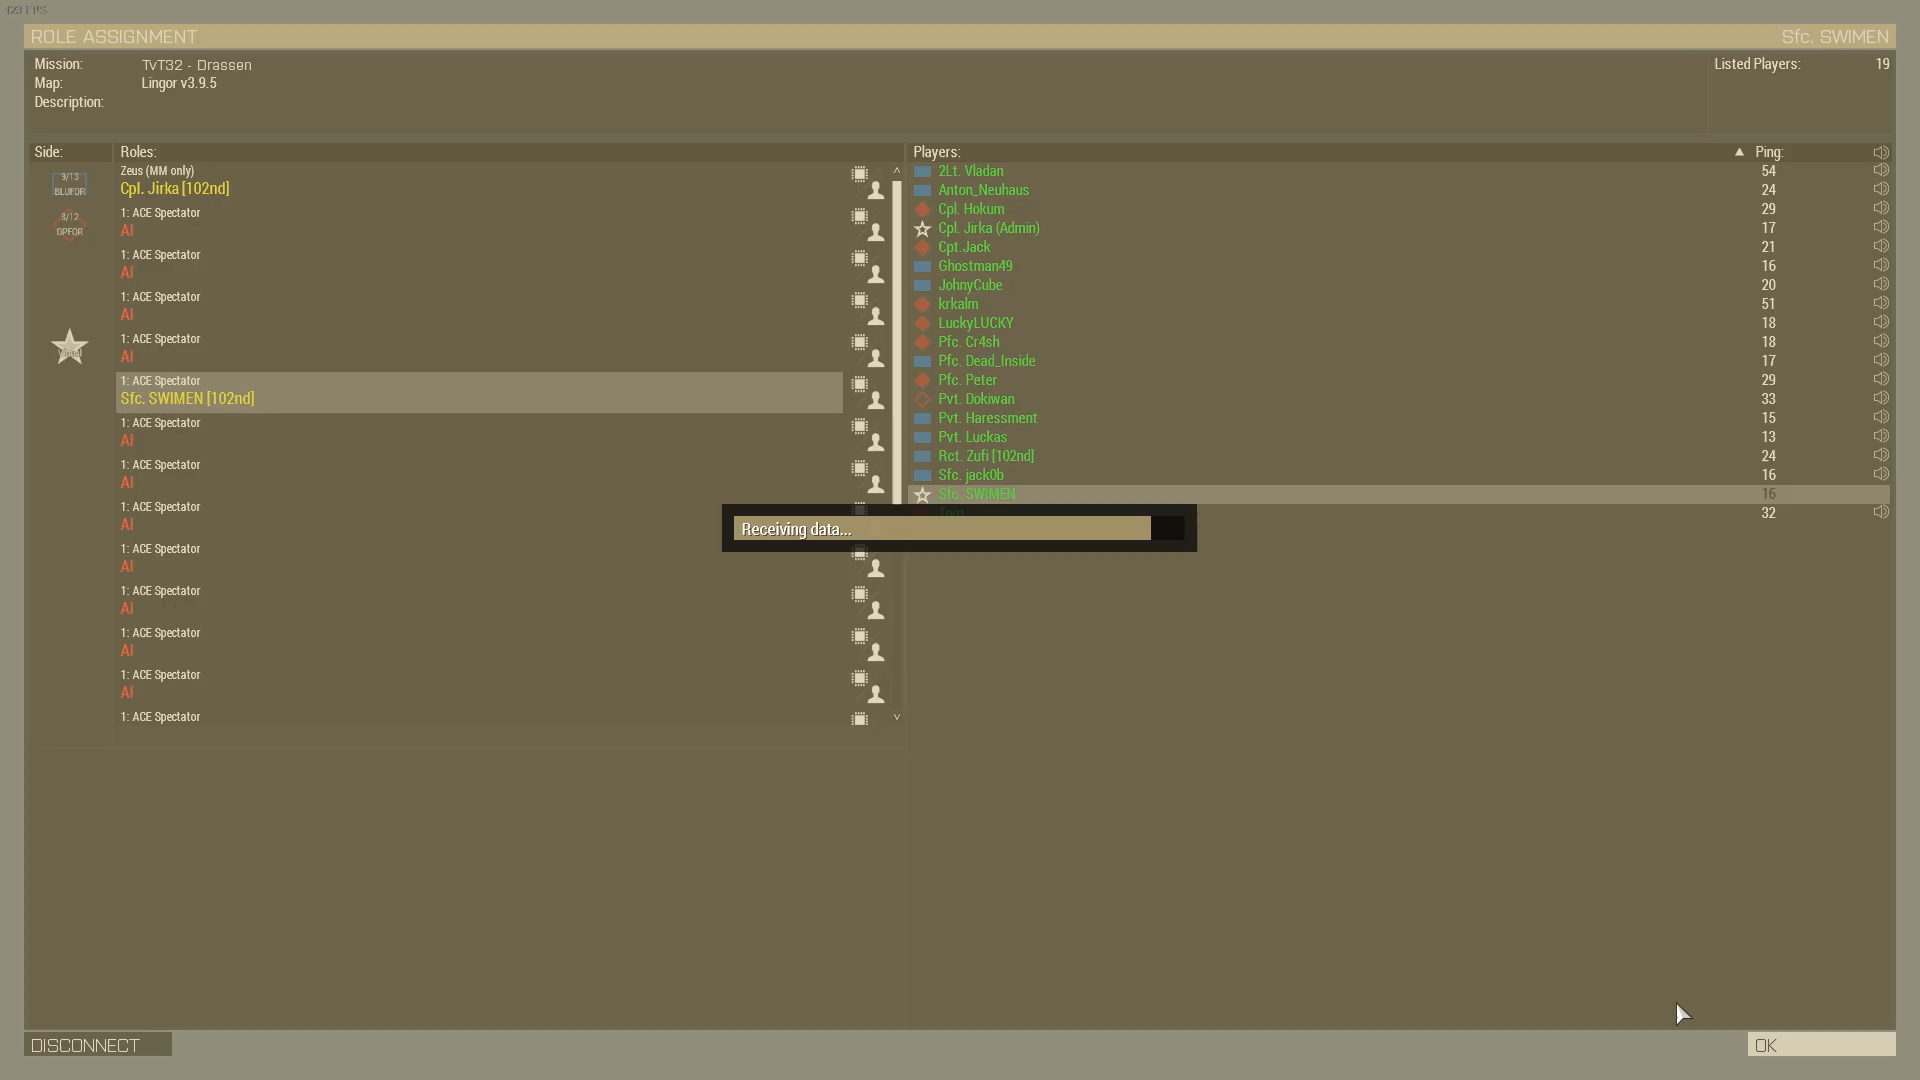 123 FPS
ROLE ASSIGNMENT
Sfc. SWIMEN
Mission: TvT32 - Drassen
Listed Players: 19
Map: Lingor v3.9.5
Description:
Side:
9/13
BLUFOR
8/12
OPFOR
Virtual
Roles:
Zeus (MM only)
Cpl. Jirka [102nd]
1: ACE Spectator
AI
1: ACE Spectator
AI
1: ACE Spectator
AI
1: ACE Spectator
AI
1: ACE Spectator
Sfc. SWIMEN [102nd]
1: ACE Spectator
AI
1: ACE Spectator
AI
1: ACE Spectator
AI
1: ACE Spectator
AI
1: ACE Spectator
AI
1: ACE Spectator
AI
1: ACE Spectator
AI
1: ACE Spectator
Players: Ping:
2Lt. Vladan 54
Anton_Neuhaus 24
Cpl. Hokum 29
Cpl. Jirka (Admin) 17
Cpt.Jack 21
Ghostman49 16
JohnyCube 20
krkalm 51
LuckyLUCKY 18
Pfc. Cr4sh 18
Pfc. Dead_Inside 17
Pfc. Peter 29
Pvt. Dokiwan 33
Pvt. Haressment 15
Pvt. Luckas 13
Rct. Zufi [102nd] 24
Sfc. jack0b 16
Sfc. SWIMEN 16
32
Receiving data...
DISCONNECT
OK